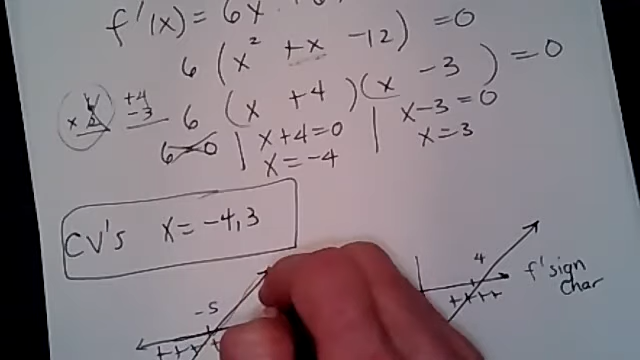 f'(x) = 6x
6 (x² + x - 12) = 0
+4
-3
6 (x + 4)(x - 3) = 0
6 = 0 | x + 4 = 0 | x - 3 = 0
x = -4
x = 3
CV's x = -4, 3
-5
4
f' sign
Char
+ + +
+ + + +